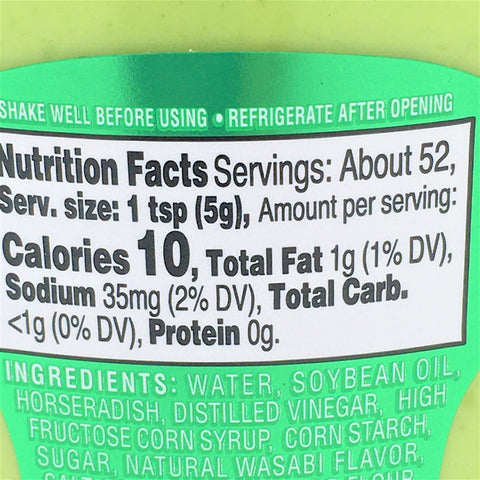 SHAKE WELL BEFORE USING • REFRIGERATE AFTER OPENING
Nutrition Facts Servings: About 52,
Serv. size: 1 tsp (5g), Amount per serving:
Calories 10, Total Fat 1g (1% DV),
Sodium 35mg (2% DV), Total Carb.
<1g (0% DV), Protein 0g.
INGREDIENTS: WATER, SOYBEAN OIL,
HORSERADISH, DISTILLED VINEGAR, HIGH
FRUCTOSE CORN SYRUP, CORN STARCH,
SUGAR, NATURAL WASABI FLAVOR,